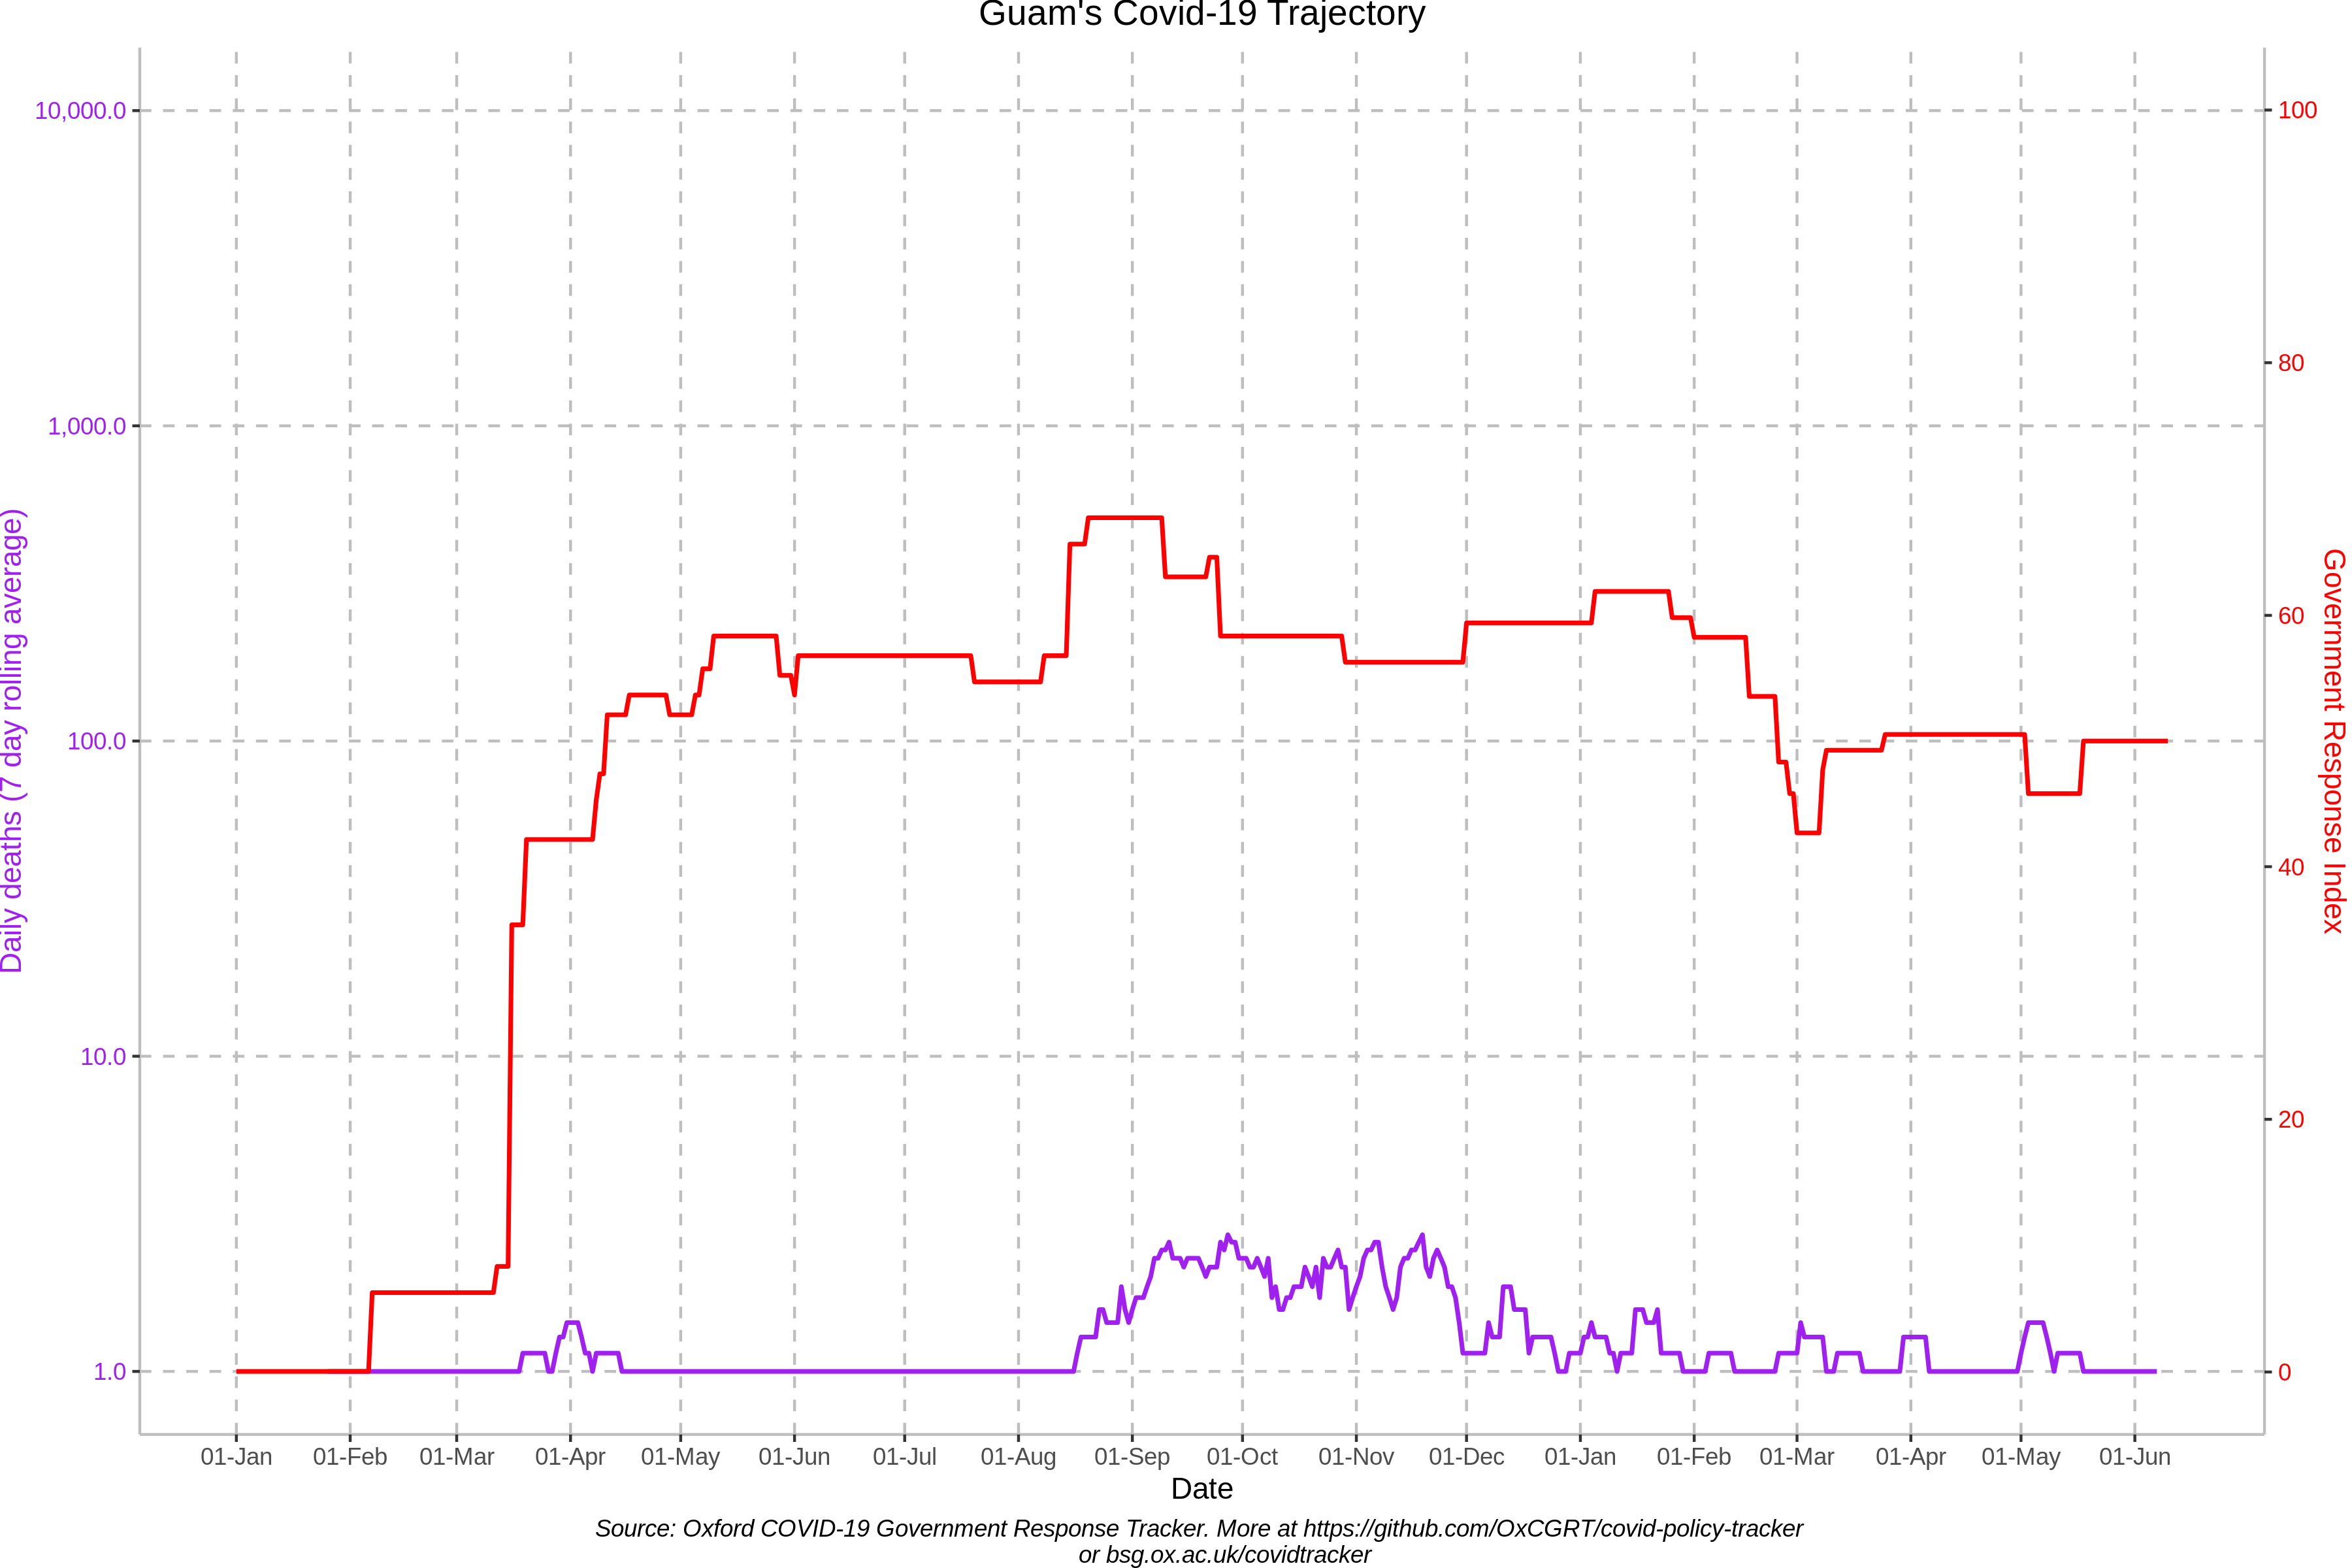 Guam's Covid-19 Trajectory
10,000.0
1,000.0
100.0
10.0
1.0
Daily deaths (7 day rolling average)
100
80
60
40
20
0
Government Response Index
01-Jan 01-Feb 01-Mar 01-Apr 01-May 01-Jun 01-Jul 01-Aug 01-Sep 01-Oct 01-Nov 01-Dec 01-Jan 01-Feb 01-Mar 01-Apr 01-May 01-Jun
Date
Source: Oxford COVID-19 Government Response Tracker. More at https://github.com/OxCGRT/covid-policy-tracker
or bsg.ox.ac.uk/covidtracker